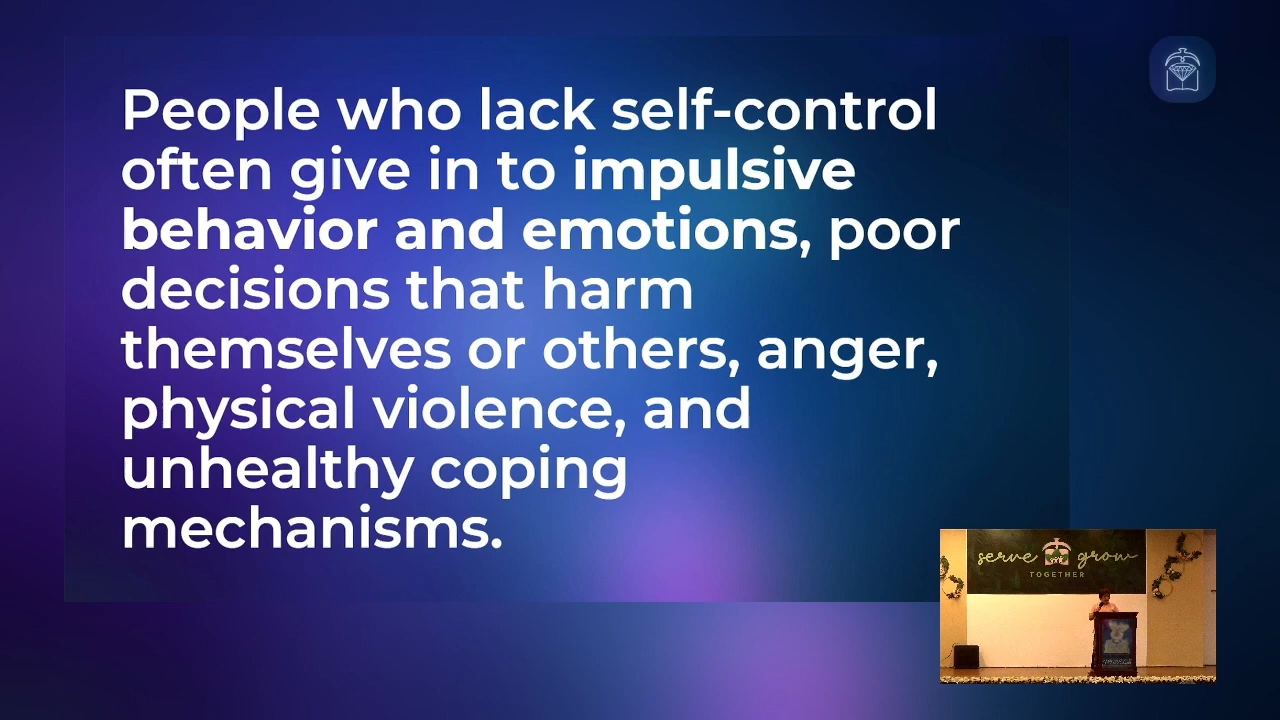 People who lack self-control
often give in to impulsive
behavior and emotions, poor
decisions that harm
themselves or others, anger,
physical violence, and
unhealthy coping
mechanisms.
serve grow
TOGETHER